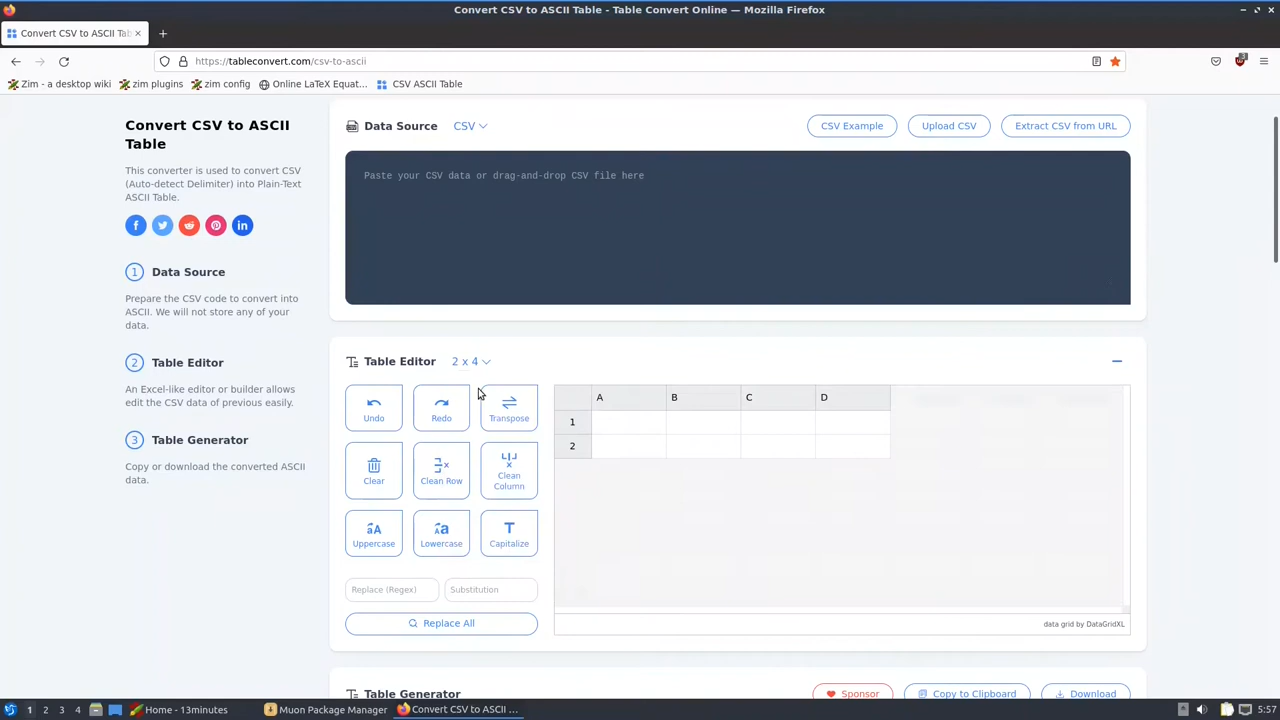 Convert CSV to ASCII Table - Table Convert Online — Mozilla Firefox
Convert CSV to ASCII Tab
https://tableconvert.com/csv-to-ascii
Zim - a desktop wiki
zim plugins
zim config
Online LaTeX Equat...
CSV ASCII Table
Convert CSV to ASCII
Table
This converter is used to convert CSV
(Auto-detect Delimiter) into Plain-Text
ASCII Table.
1 Data Source
Prepare the CSV code to convert into
ASCII. We will not store any of your
data.
2 Table Editor
An Excel-like editor or builder allows
edit the CSV data of previous easily.
3 Table Generator
Copy or download the converted ASCII
data.
Data Source CSV
CSV Example
Upload CSV
Extract CSV from URL
Paste your CSV data or drag-and-drop CSV file here
Table Editor 2 x 4
Undo
Redo
Transpose
Clear
Clean Row
Clean
Column
Uppercase
Lowercase
Capitalize
Replace (Regex)
Substitution
Replace All
A B C D
1
2
data grid by DataGridXL
Table Generator
Sponsor
Copy to Clipboard
Download
1 2 3 4
Home - 13minutes
Muon Package Manager
Convert CSV to ASCII ...
5:57